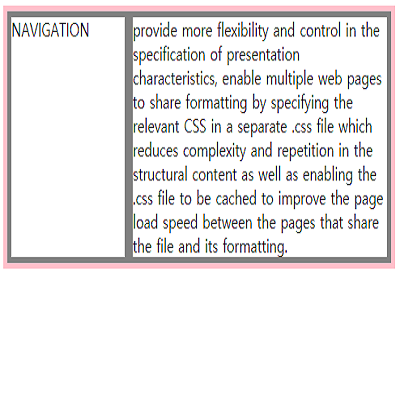 NAVIGATION
provide more flexibility and control in the
specification of presentation
characteristics, enable multiple web pages
to share formatting by specifying the
relevant CSS in a separate .css file which
reduces complexity and repetition in the
structural content as well as enabling the
.css file to be cached to improve the page
load speed between the pages that share
the file and its formatting.